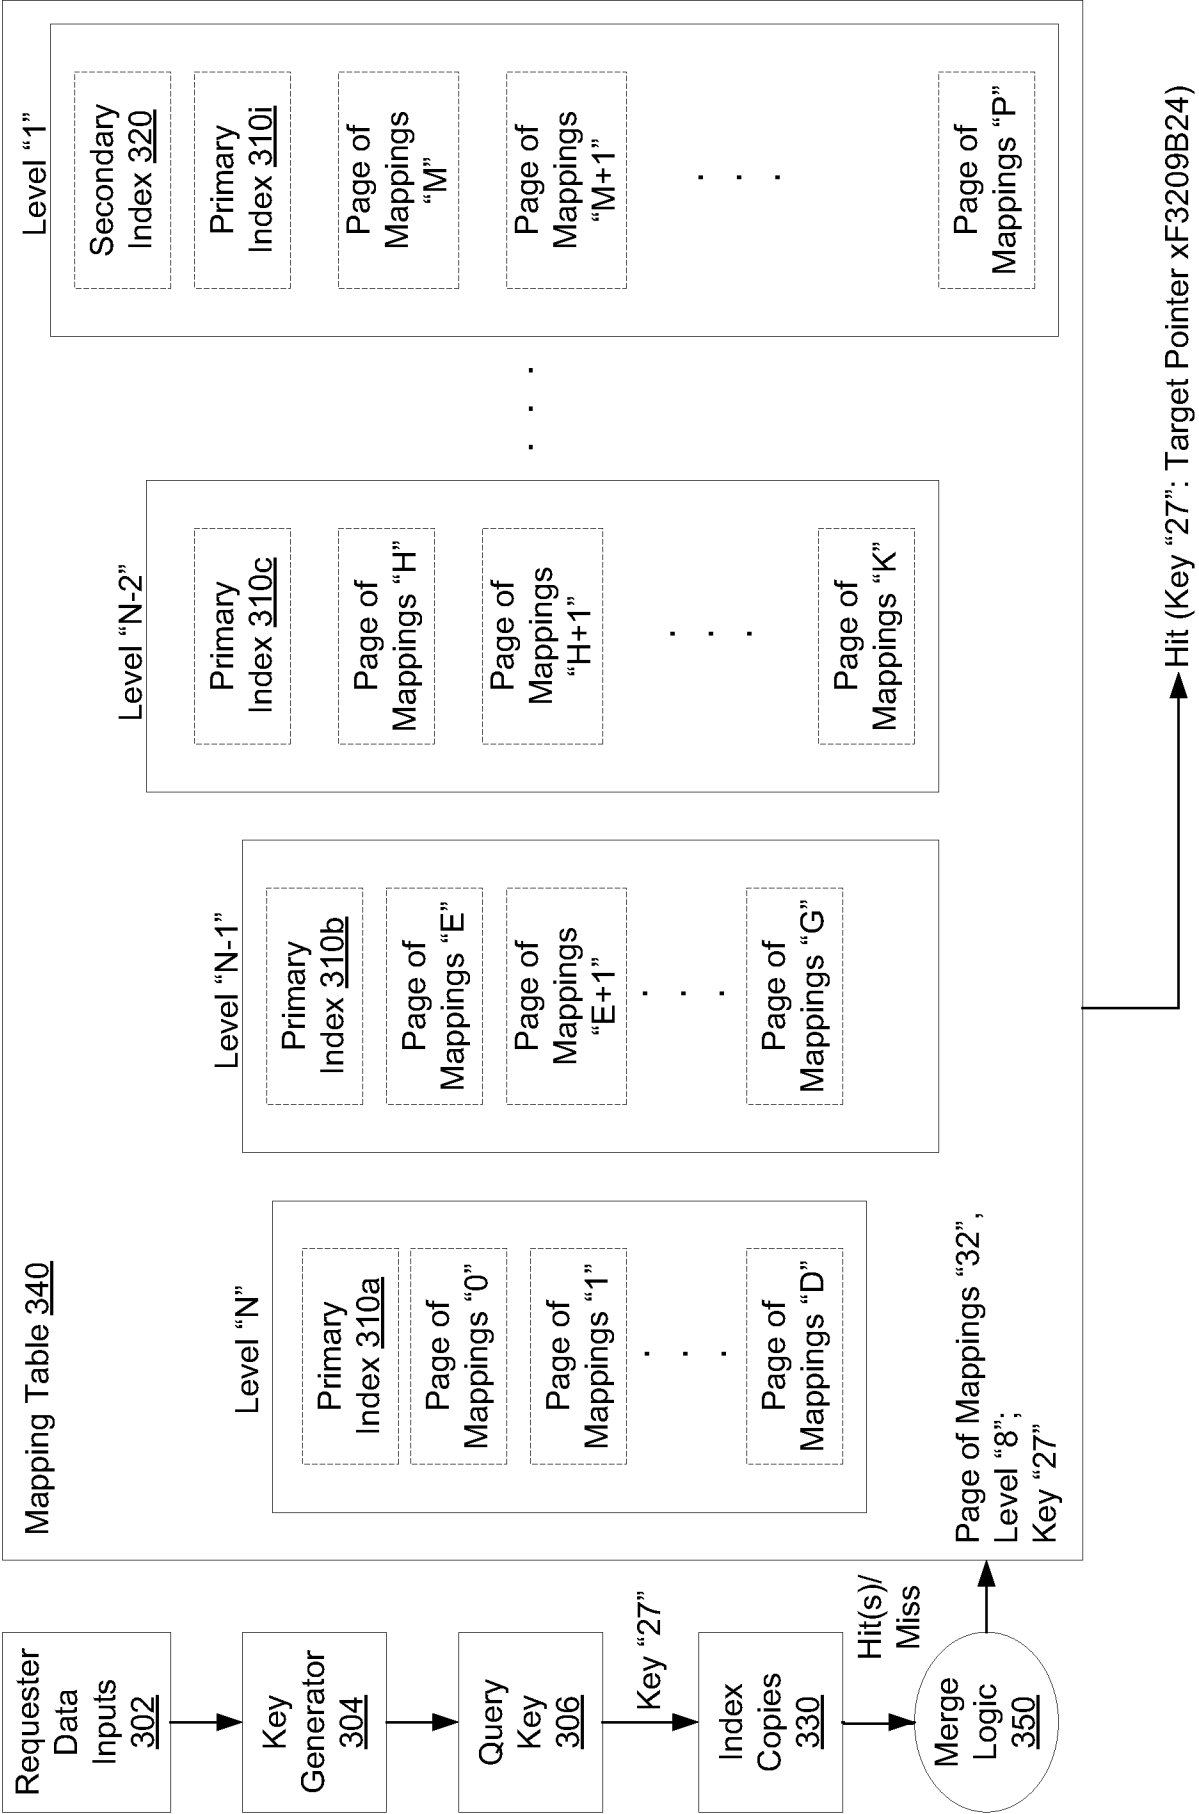 Requester
Data
Inputs
302
Key
Generator
304
Query
Key
306
Key “27”
Index
Copies
330
Hit(s)/
Miss
Merge
Logic
350
Mapping Table 340
Level “N”
Primary
Index 310a
Page of
Mappings “0”
Page of
Mappings “1”
. . .
Page of
Mappings “D”
Page of Mappings “32”,
Level “8”;
Key “27”
Level “N-1”
Primary
Index 310b
Page of
Mappings “E”
Page of
Mappings
“E+1”
. . .
Page of
Mappings “G”
Level “N-2”
Primary
Index 310c
Page of
Mappings “H”
Page of
Mappings
“H+1”
. . .
Page of
Mappings “K”
. . .
Level “1”
Secondary
Index 320
Primary
Index 310i
Page of
Mappings
“M”
Page of
Mappings
“M+1”
. . .
Page of
Mappings “P”
Hit (Key “27”: Target Pointer xF3209B24)